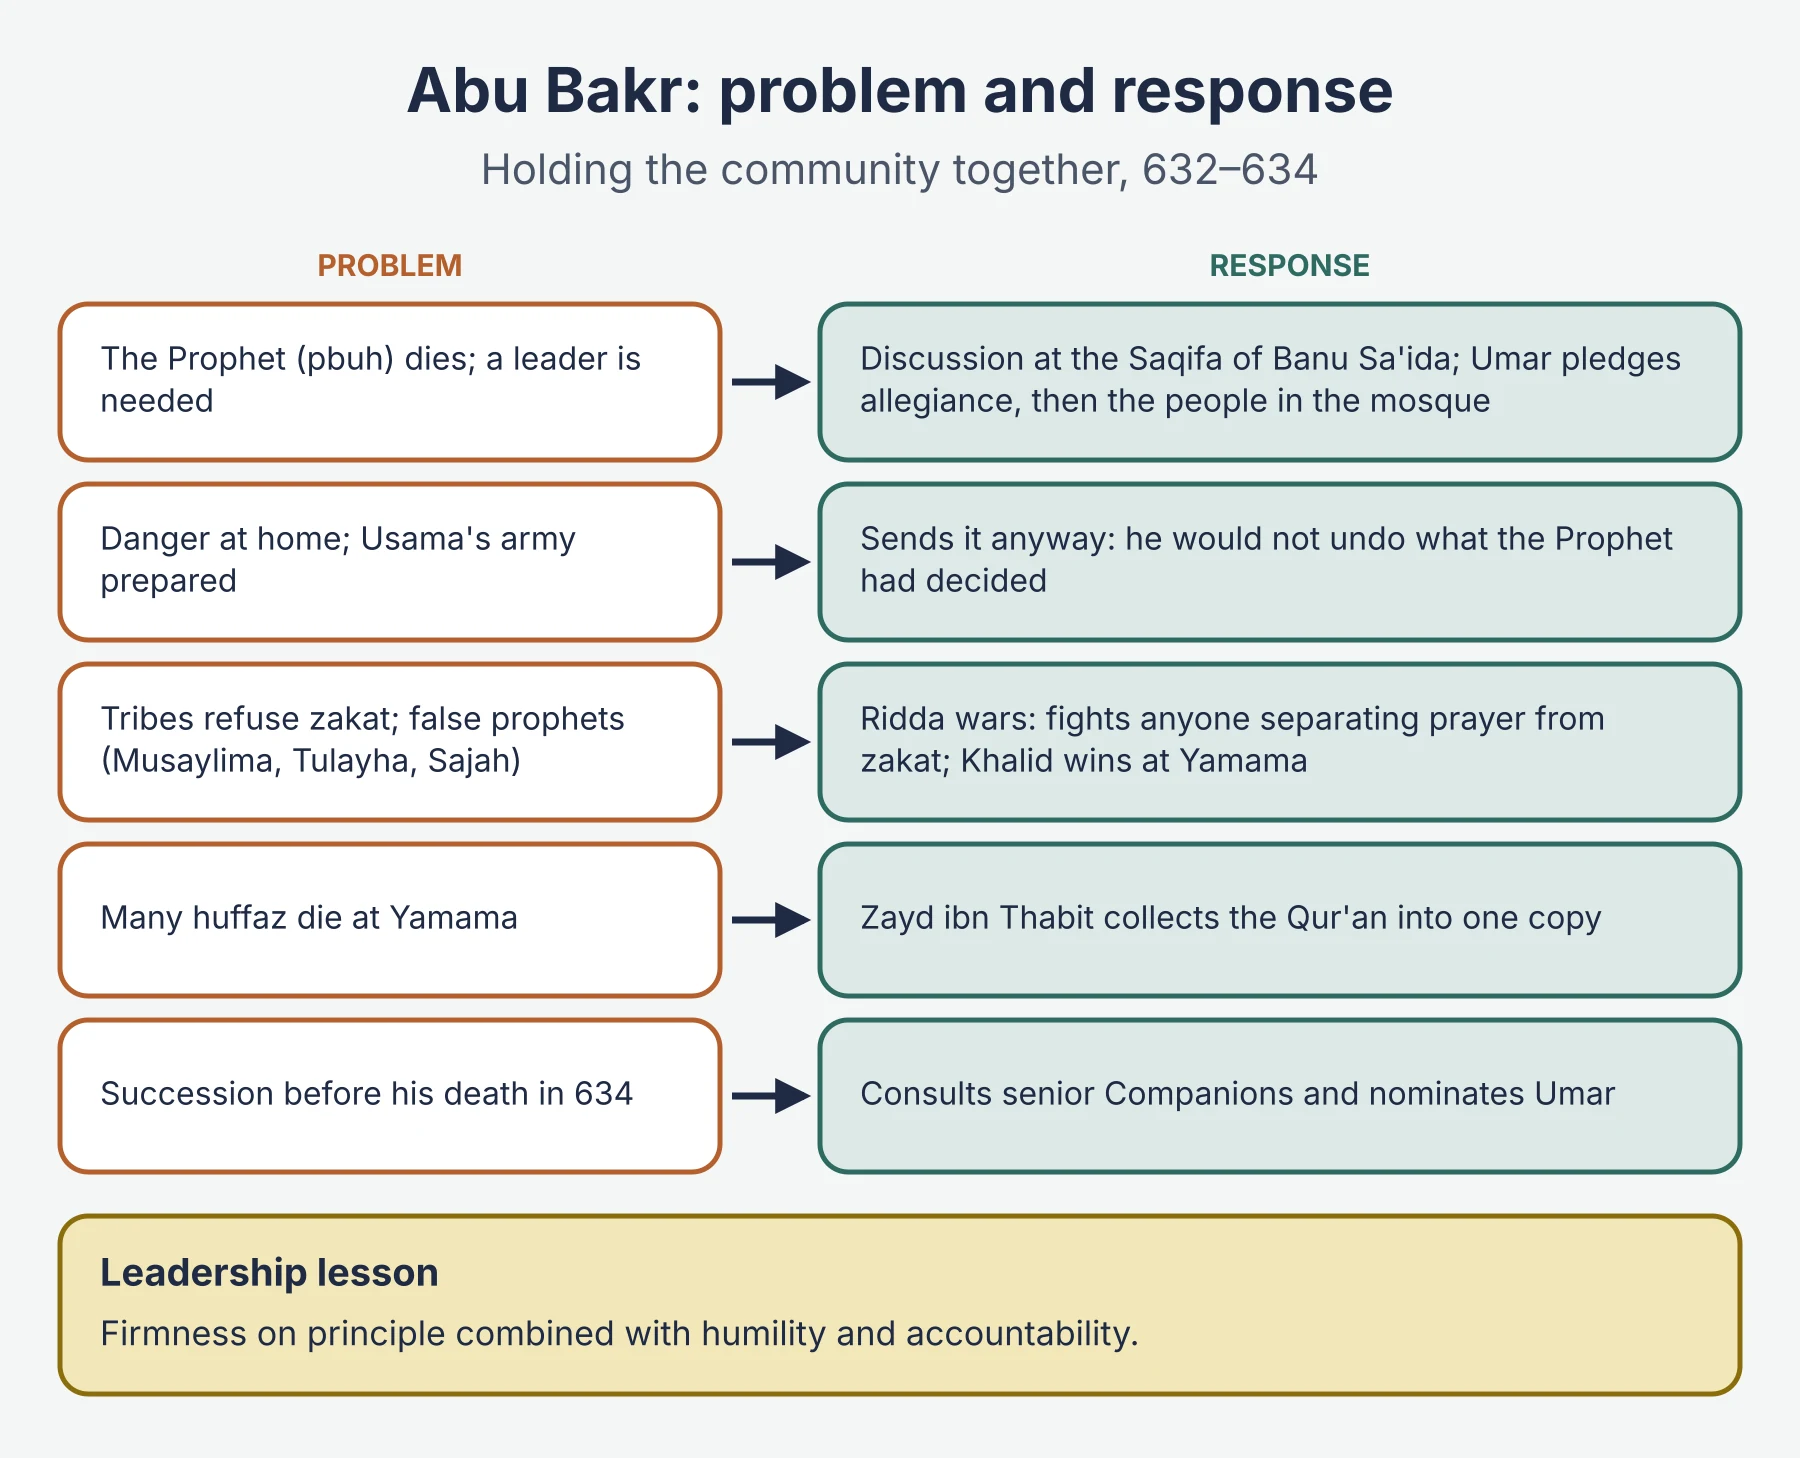 Abu Bakr: problem and response
Holding the community together, 632–634
PROBLEM
RESPONSE
The Prophet (pbuh) dies; a leader is
needed
Discussion at the Saqifa of Banu Sa'ida; Umar pledges
allegiance, then the people in the mosque
Danger at home; Usama's army
prepared
Sends it anyway: he would not undo what the Prophet
had decided
Tribes refuse zakat; false prophets
(Musaylima, Tulayha, Sajah)
Ridda wars: fights anyone separating prayer from
zakat; Khalid wins at Yamama
Many huffaz die at Yamama
Zayd ibn Thabit collects the Qur'an into one copy
Succession before his death in 634
Consults senior Companions and nominates Umar
Leadership lesson
Firmness on principle combined with humility and accountability.